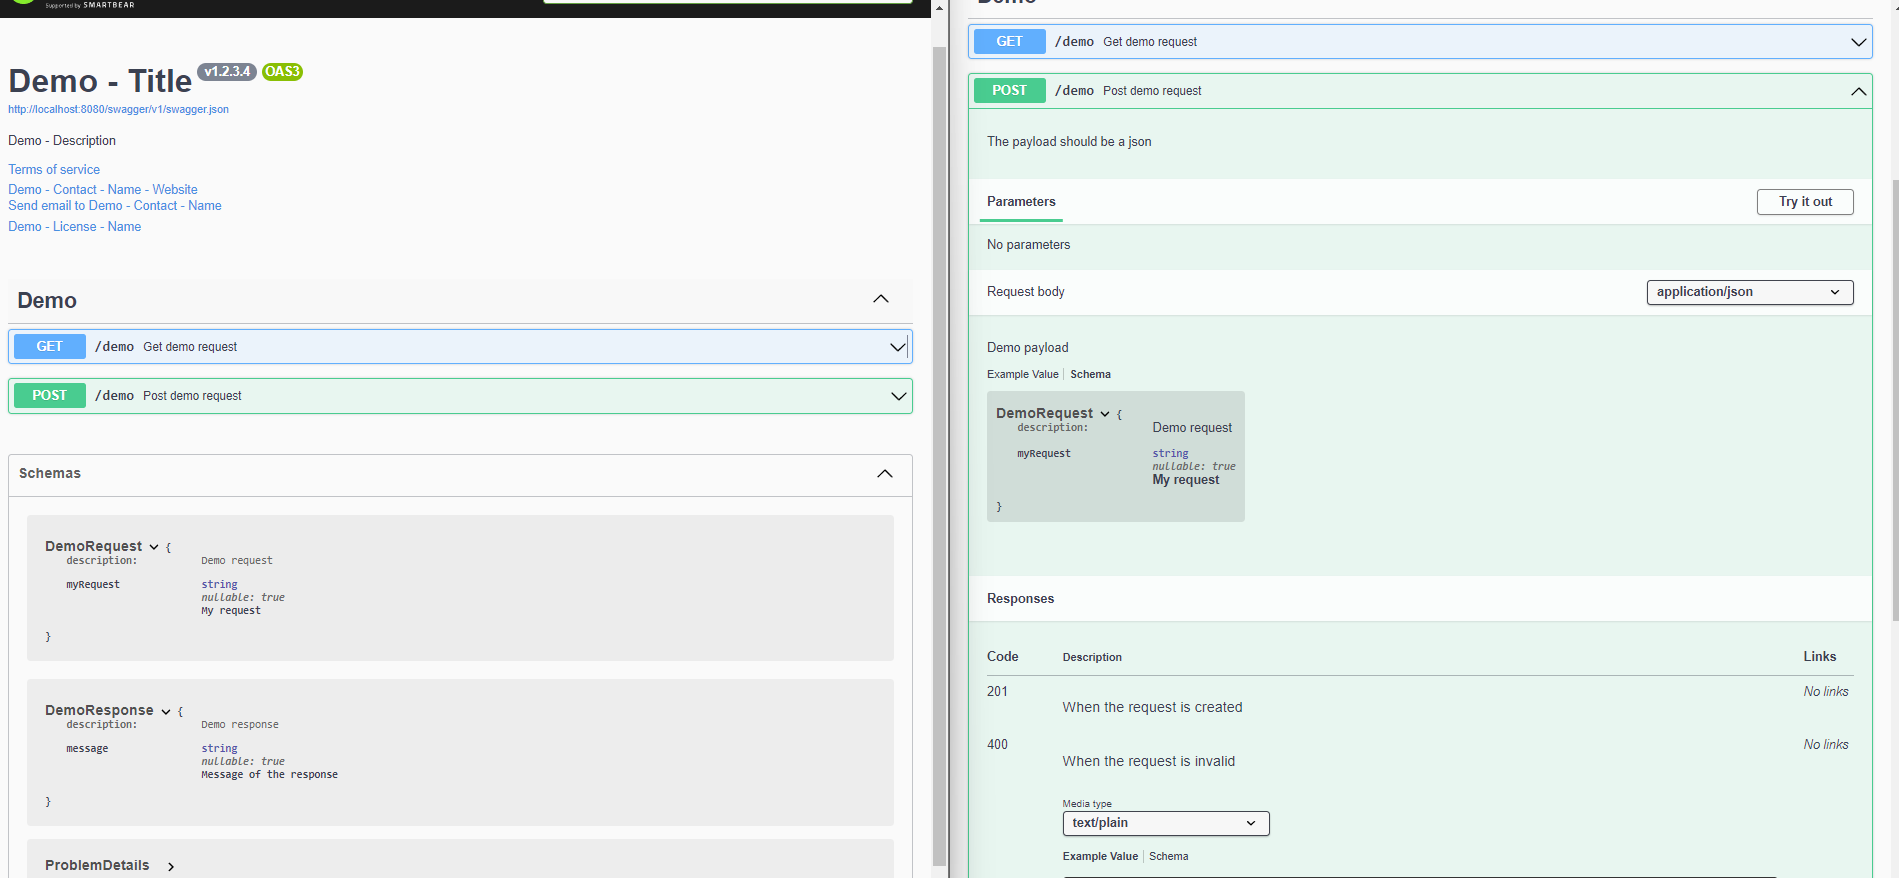 Supported by SMARTBEAR
Demo - Title v1.2.3.4 OAS3
http://localhost:8080/swagger/v1/swagger.json
Demo - Description
Terms of service
Demo - Contact - Name - Website
Send email to Demo - Contact - Name
Demo - License - Name
Demo
GET /demo Get demo request
POST /demo Post demo request
Schemas
DemoRequest {
description: Demo request
myRequest string
nullable: true
My request
}
DemoResponse {
description: Demo response
message string
nullable: true
Message of the response
}
ProblemDetails
Demo
GET /demo Get demo request
POST /demo Post demo request
The payload should be a json
Parameters Try it out
No parameters
Request body application/json
Demo payload
Example Value Schema
DemoRequest {
description: Demo request
myRequest string
nullable: true
My request
}
Responses
Code Description Links
201 No links
When the request is created
400 No links
When the request is invalid
Media type
text/plain
Example Value Schema